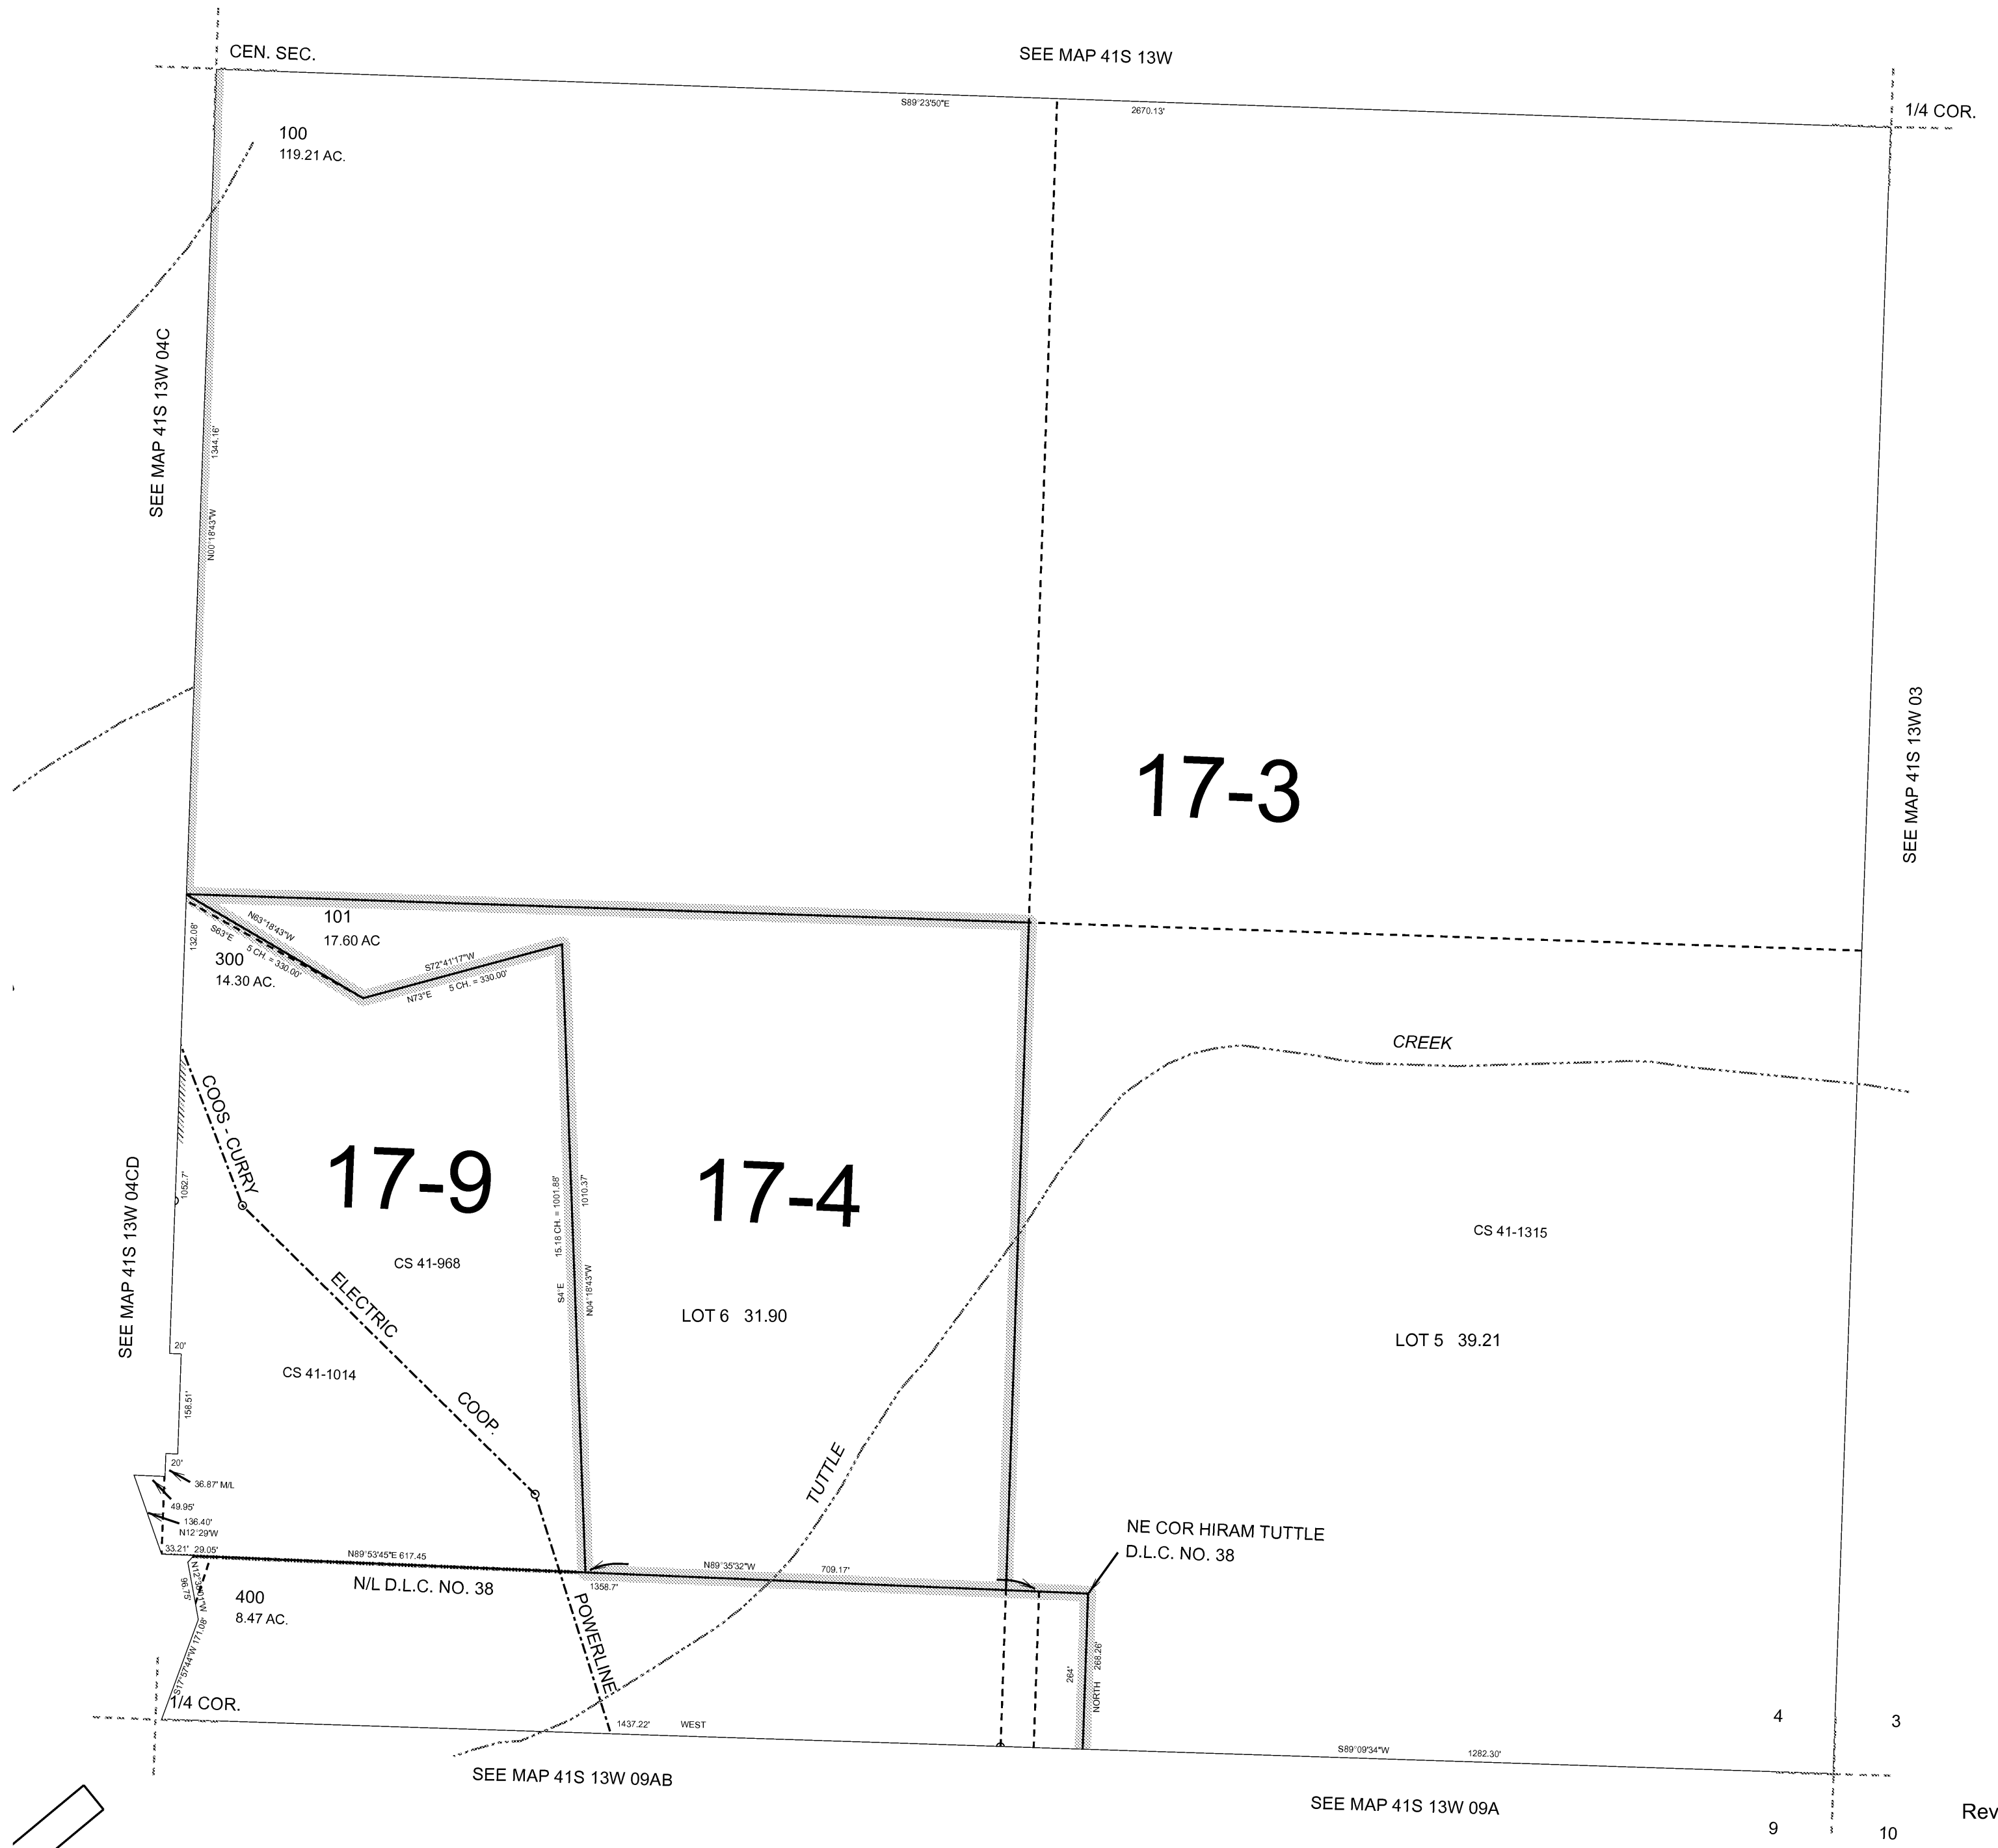 CEN. SEC.
SEE MAP 41S 13W
S89°23'50"E
2670.13'
1/4 COR.
100
119.21 AC.
SEE MAP 41S 13W 04C
1344.16'
N00°18'43"W
SEE MAP 41S 13W 03
17-3
101
17.60 AC
N63°18'43"W
S63°E
5 CH. = 330.00'
132.08'
300
14.30 AC.
S72°41'17"W
N73°E
5 CH. = 330.00'
CREEK
COOS - CURRY
17-9
17-4
1052.7'
15.18 CH. = 1001.88'
1010.37'
SEE MAP 41S 13W 04CD
CS 41-1315
CS 41-968
S4°E
N04°18'43"W
ELECTRIC
LOT 6 31.90
LOT 5 39.21
20'
CS 41-1014
158.51'
COOP.
20'
36.87' M/L
TUTTLE
49.95'
136.40'
N12°29'W
NE COR HIRAM TUTTLE
D.L.C. NO. 38
33.21' 29.05'
N89°53'45"E 617.45
N89°35'32"W
709.17'
N/L D.L.C. NO. 38
1358.7'
96.75'
400
8.47 AC.
POWERLINE
S17°57'44"W 171.08'
264'
NORTH 268.26'
1/4 COR.
1437.22'
WEST
4
3
S89°09'34"W
1282.30'
SEE MAP 41S 13W 09AB
SEE MAP 41S 13W 09A
Rev
9
10